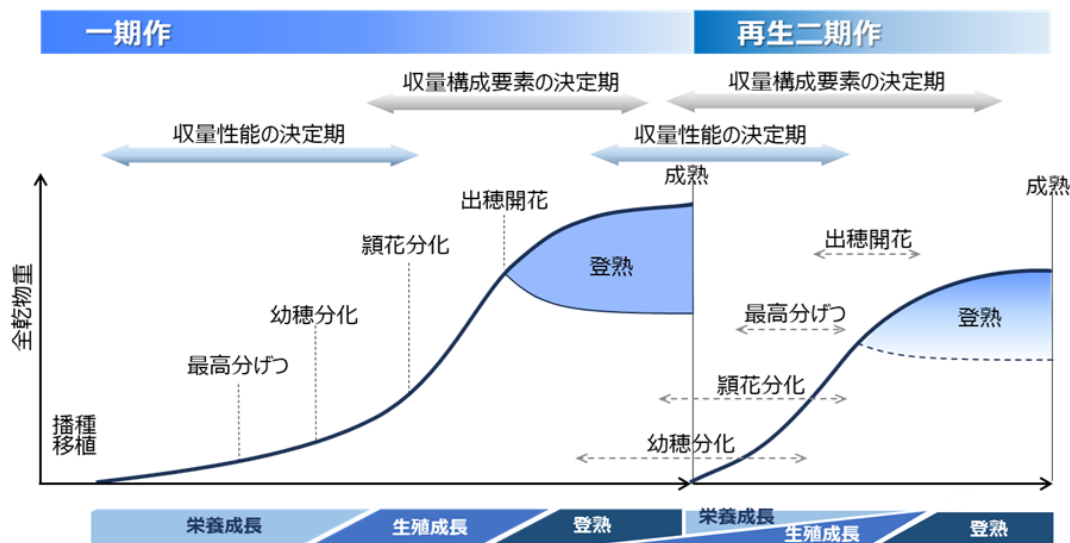 一期作
再生二期作
収量構成要素の決定期
収量構成要素の決定期
収量性能の決定期
収量性能の決定期
成熟
成熟
出穂開花
出穂開花
穎花分化
登熟
登熟
全乾物重
幼穂分化
最高分げつ
最高分げつ
穎花分化
幼穂分化
播種
移植
栄養成長
生殖成長
登熟
栄養成長
生殖成長
登熟